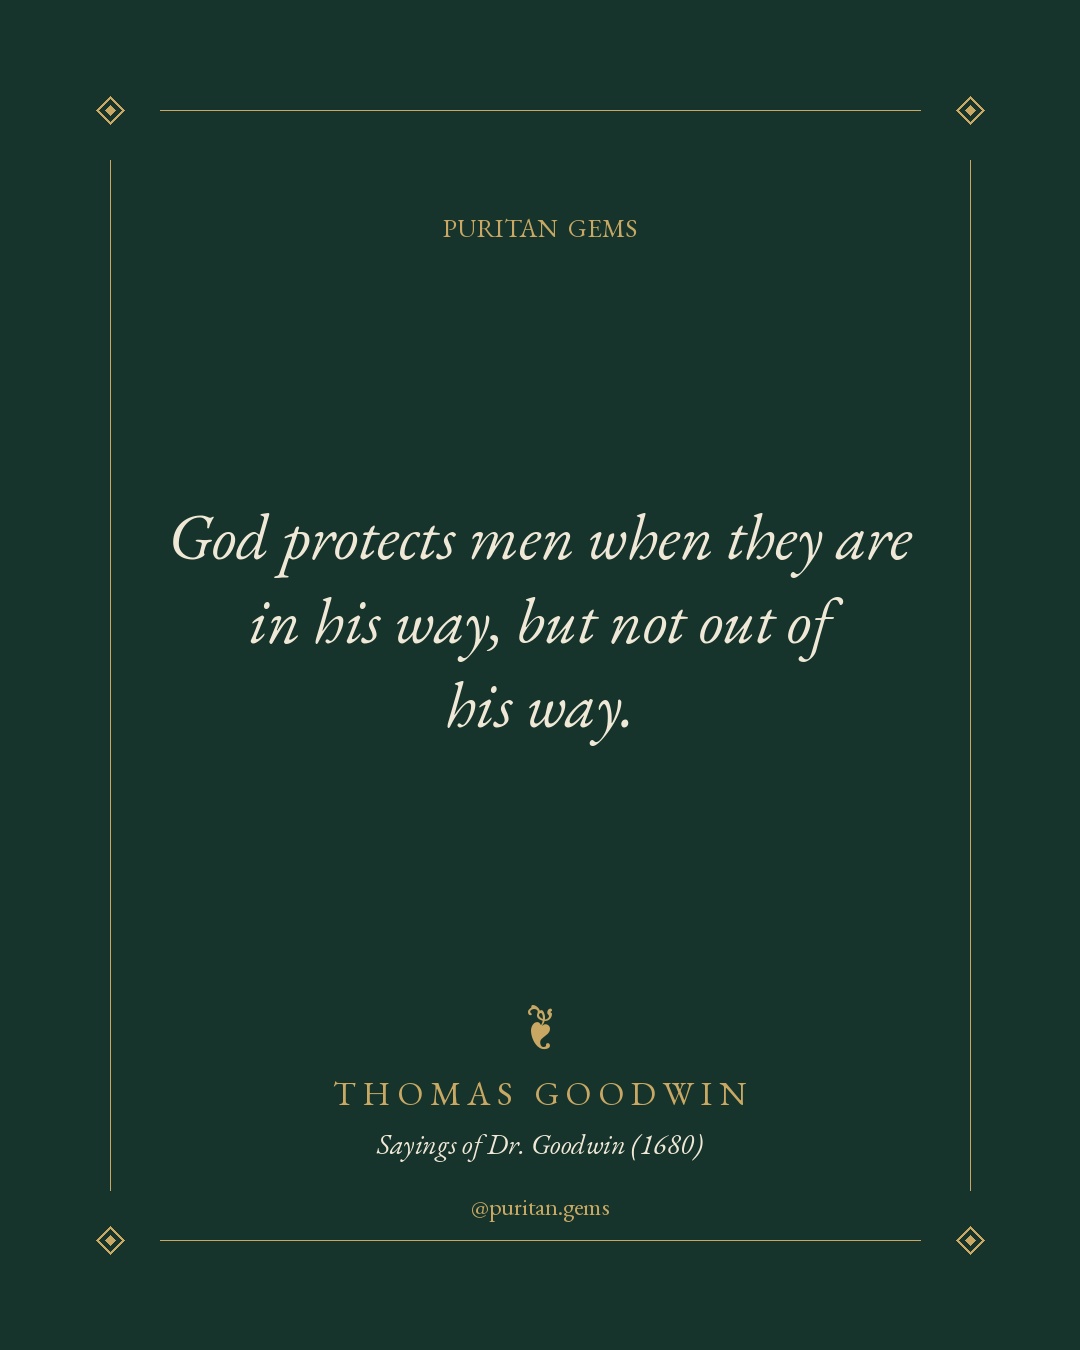 PURITAN GEMS
God protects men when they are
in his way, but not out of
his way.
THOMAS GOODWIN
Sayings of Dr. Goodwin (1680)
@puritan.gems